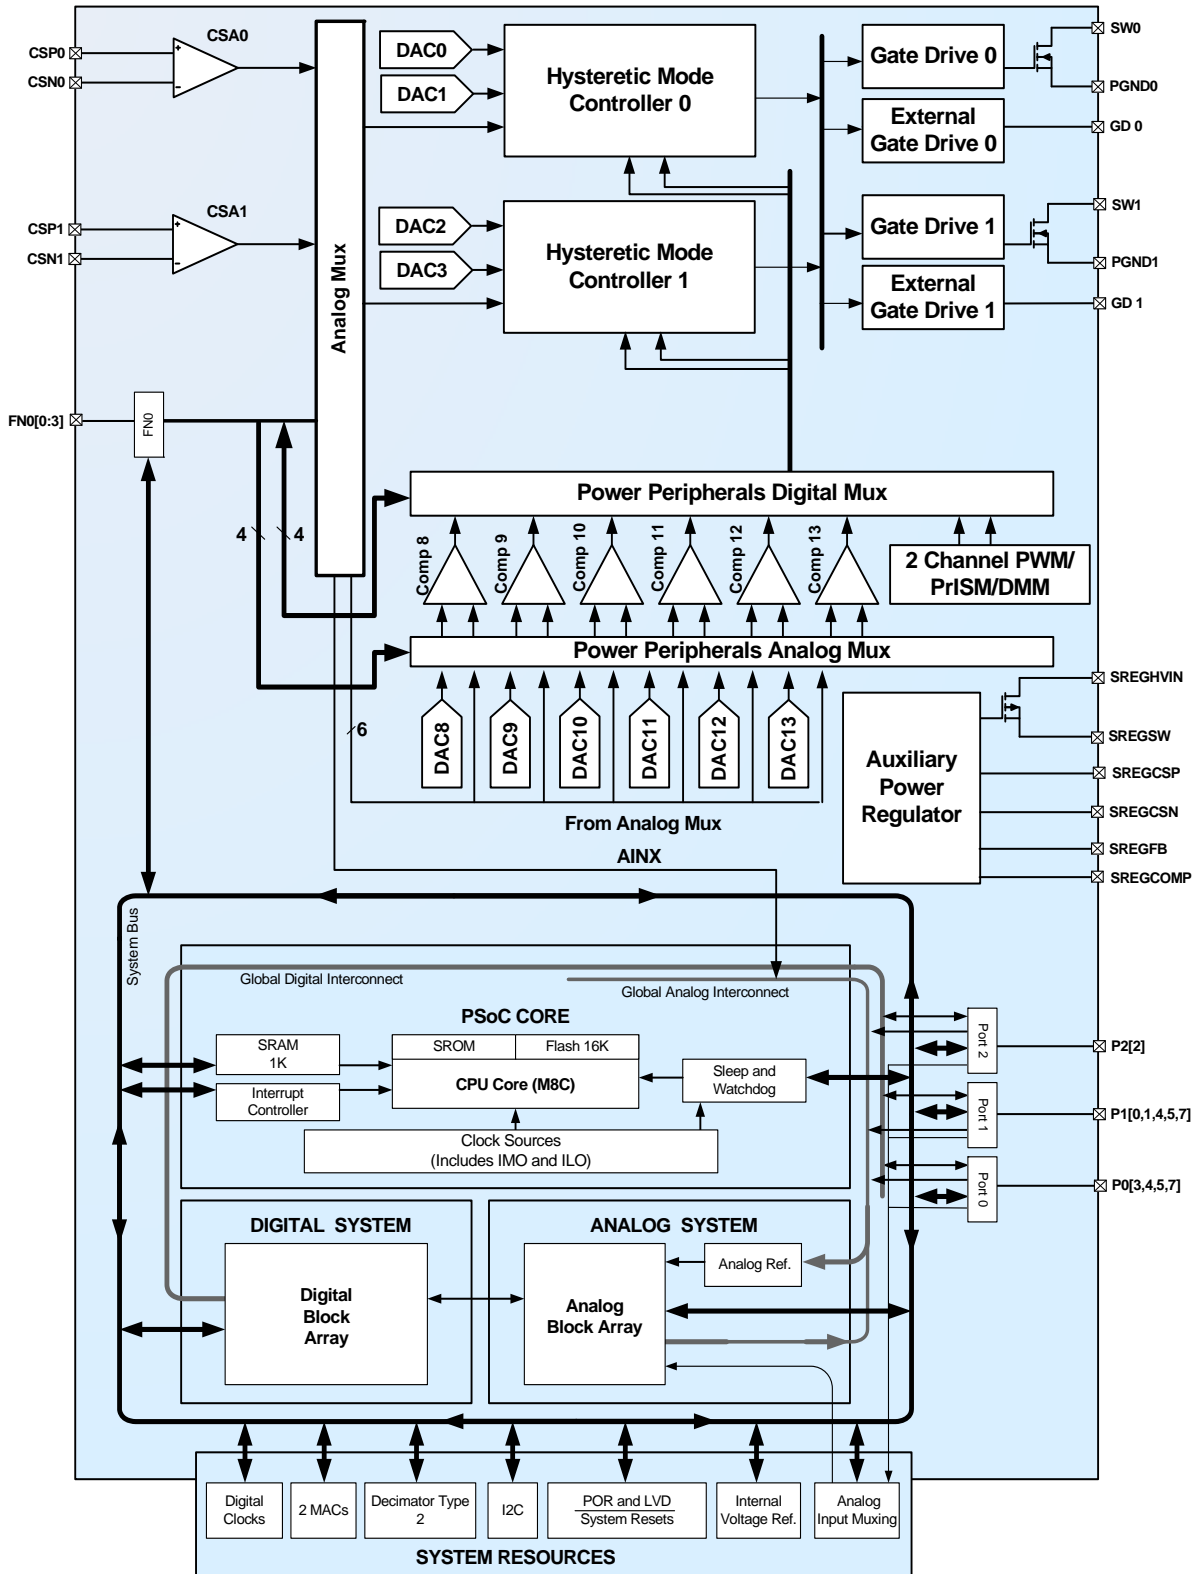 CSA0
CSP0
CSN0
DAC0
DAC1
Hysteretic Mode
Controller 0
Gate Drive 0
External
Gate Drive 0
SW0
PGND0
GD 0
CSA1
CSP1
CSN1
Analog Mux
DAC2
DAC3
Hysteretic Mode
Controller 1
Gate Drive 1
External
Gate Drive 1
SW1
PGND1
GD 1
FN0[0:3]
FN0
4
4
Power Peripherals Digital Mux
Comp 8
Comp 9
Comp 10
Comp 11
Comp 12
Comp 13
2 Channel PWM/
PrISM/DMM
Power Peripherals Analog Mux
6
DAC8
DAC9
DAC10
DAC11
DAC12
DAC13
From Analog Mux
AINX
Auxiliary
Power
Regulator
SREGHVIN
SREGSW
SREGCSP
SREGCSN
SREGFB
SREGCOMP
System Bus
Global Digital Interconnect
Global Analog Interconnect
PSoC CORE
SRAM
1K
SROM
Flash 16K
CPU Core (M8C)
Interrupt
Controller
Sleep and
Watchdog
Clock Sources
(Includes IMO and ILO)
Port 2
P2[2]
Port 1
P1[0,1,4,5,7]
Port 0
P0[3,4,5,7]
DIGITAL SYSTEM
Digital
Block
Array
ANALOG SYSTEM
Analog
Block Array
Analog Ref.
Digital
Clocks
2 MACs
Decimator Type
2
I2C
POR and LVD
System Resets
Internal
Voltage Ref.
Analog
Input Muxing
SYSTEM RESOURCES